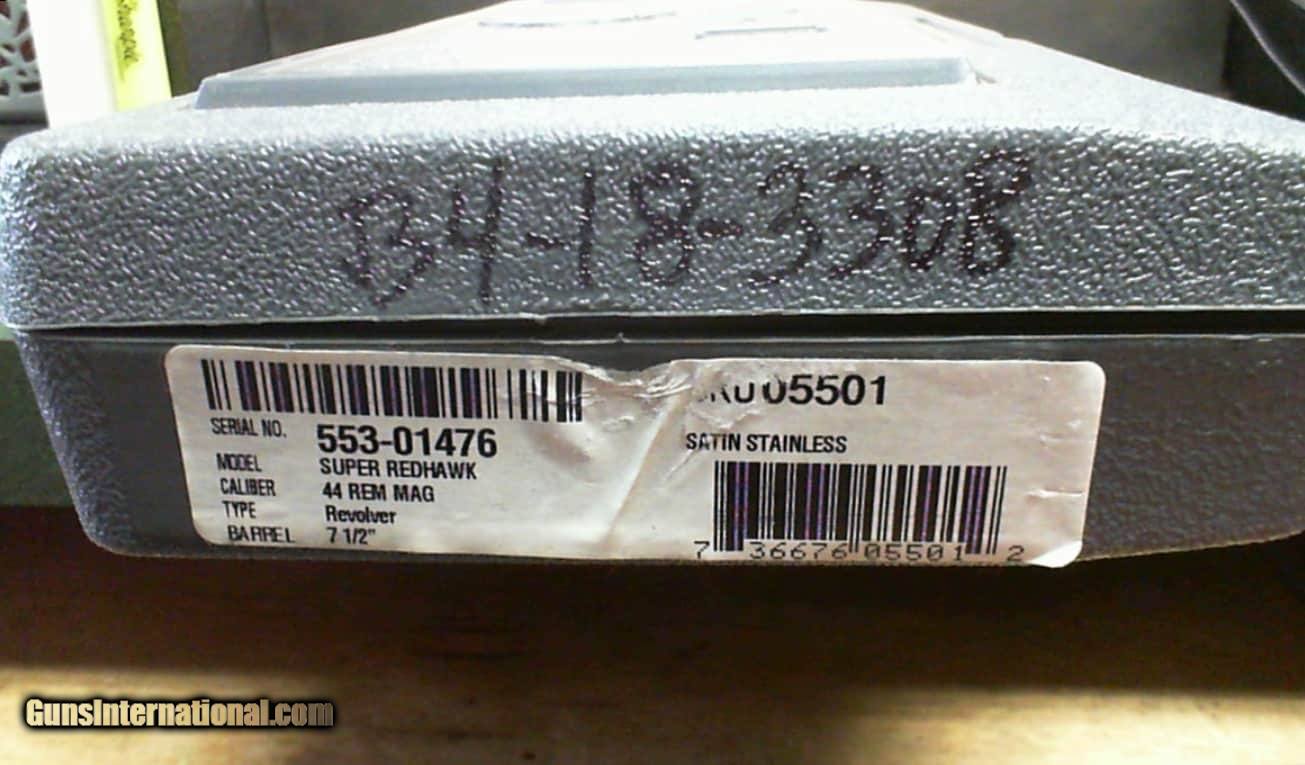 B4-18-330B
SERIAL NO. 553-01476
MODEL SUPER REDHAWK
CALIBER 44 REM MAG
TYPE Revolver
BARREL 7 1/2"
05501
SATIN STAINLESS
7 36676 05501 2
GunsInternational.com